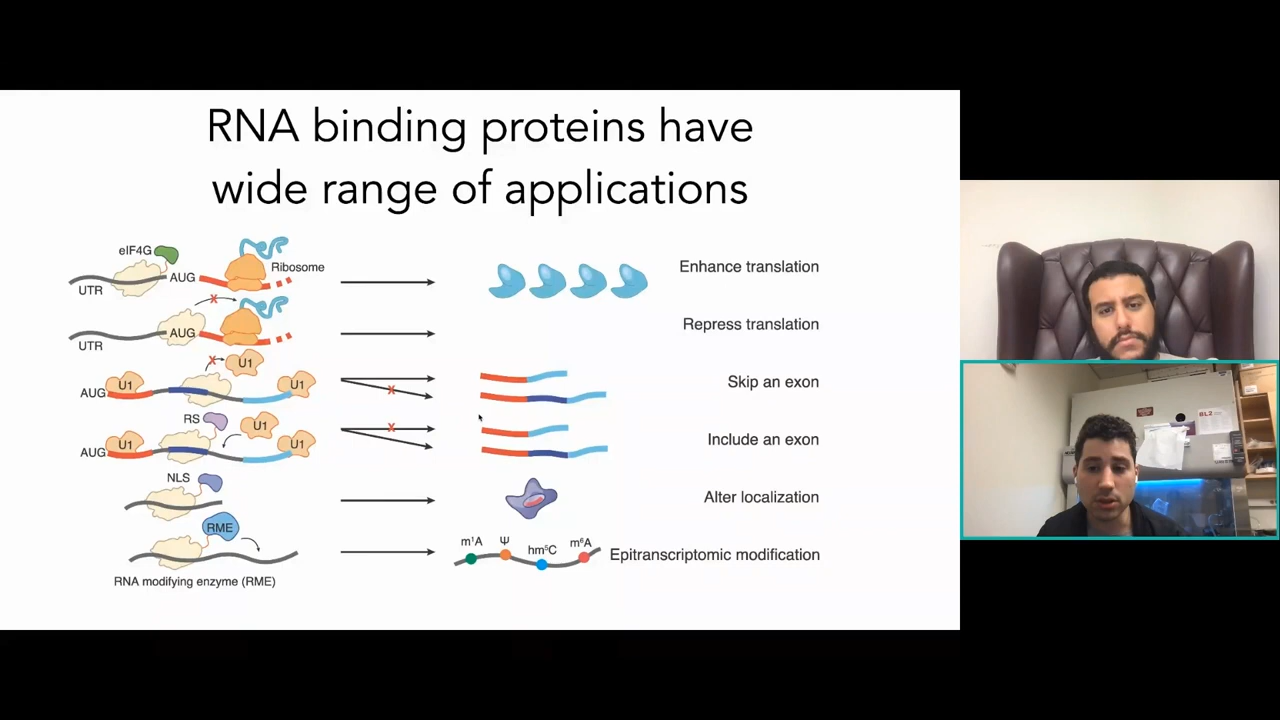 RNA binding proteins have
wide range of applications
eIF4G
AUG
Ribosome
UTR
Enhance translation
x
AUG
UTR
Repress translation
x
U1
AUG
U1
U1
x
Skip an exon
RS
U1
AUG
U1
U1
x
Include an exon
NLS
Alter localization
RME
m¹A
Ψ
hm⁵C
m⁶A
Epitranscriptomic modification
RNA modifying enzyme (RME)
BL2